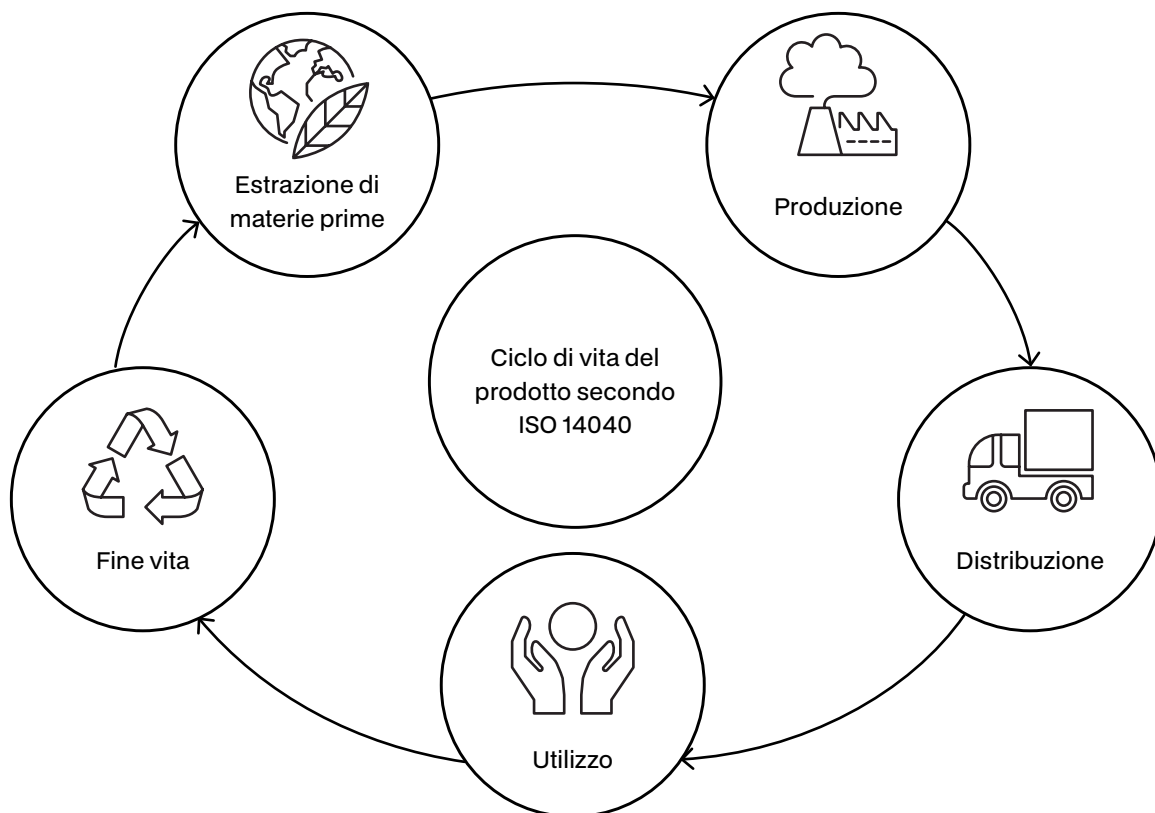 Estrazione di
materie prime
Produzione
Ciclo di vita del
prodotto secondo
ISO 14040
Fine vita
Distribuzione
Utilizzo